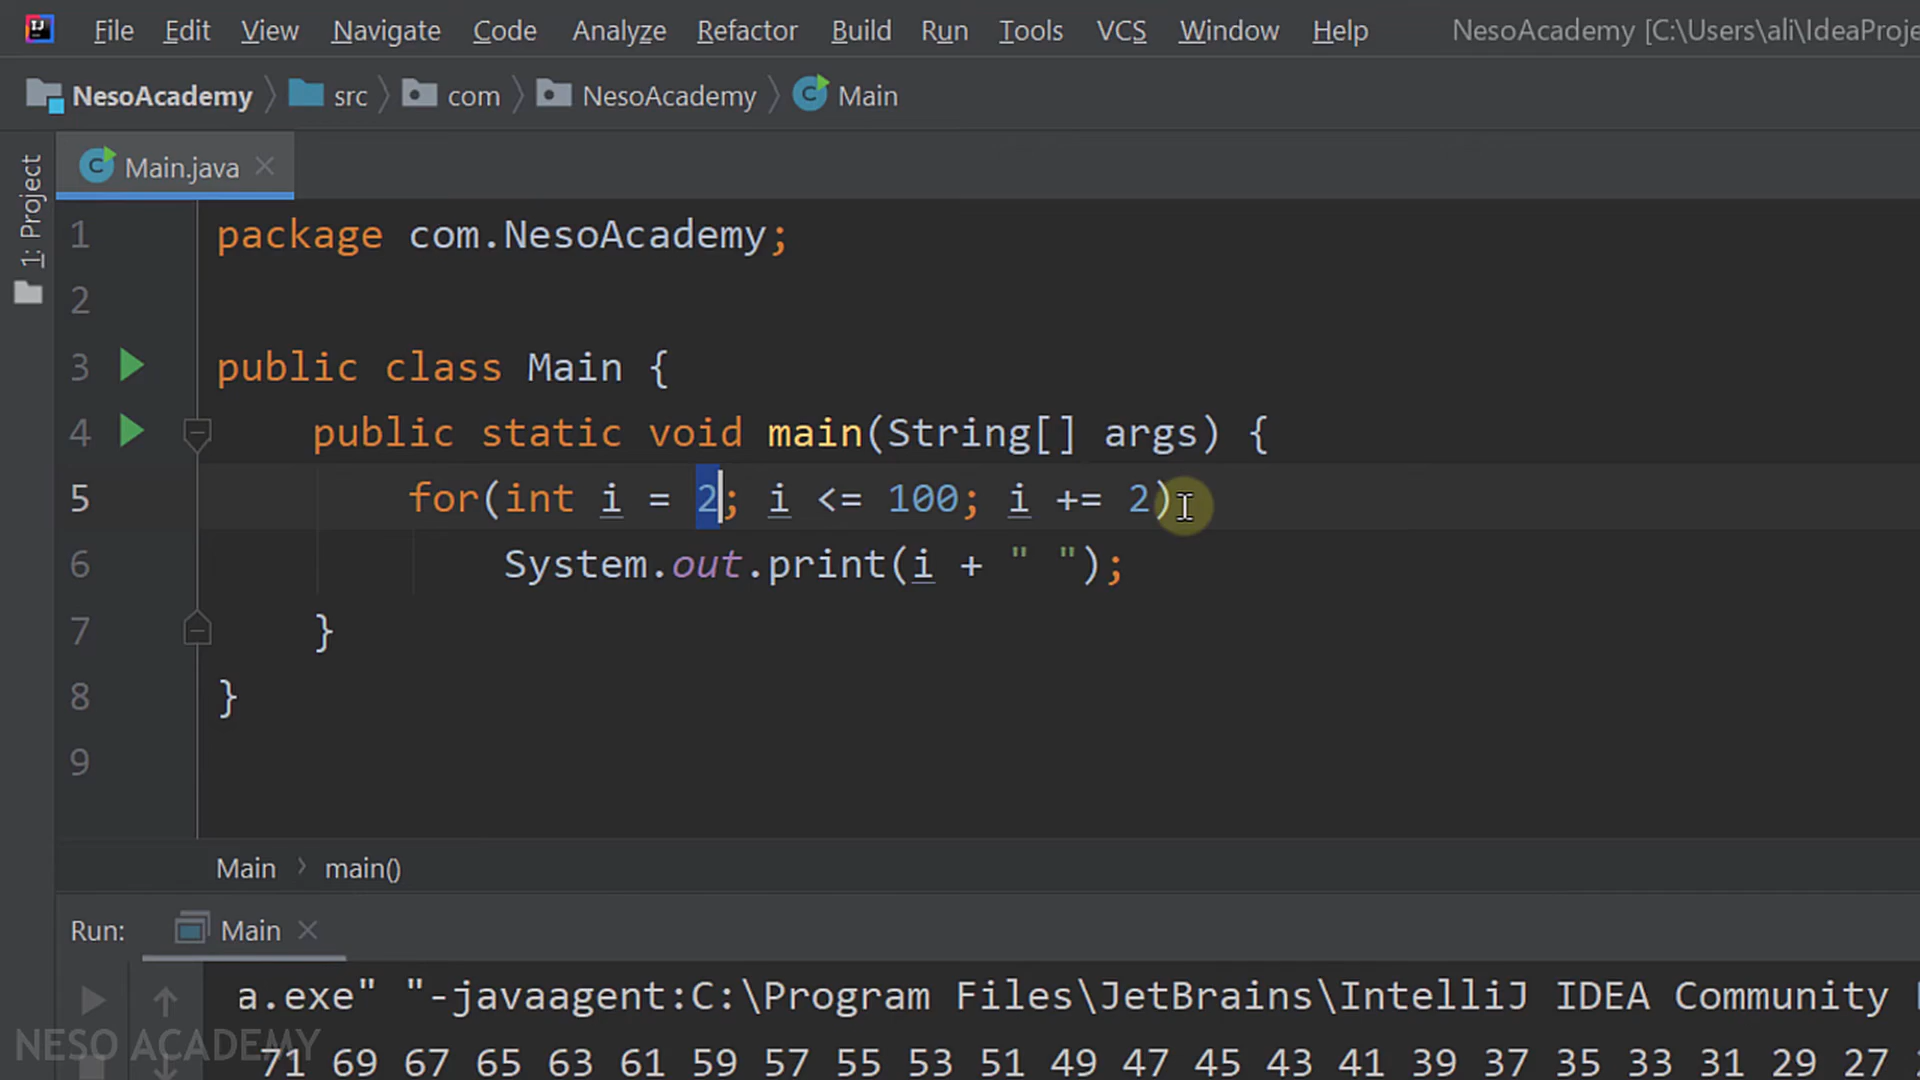 File Edit View Navigate Code Analyze Refactor Build Run Tools VCS Window Help NesoAcademy [C:\Users\ali\IdeaProje
NesoAcademy src com NesoAcademy Main
1: Project
Main.java
1 package com.NesoAcademy;
2
3 public class Main {
4 public static void main(String[] args) {
5 for(int i = 2; i <= 100; i += 2)
6 System.out.print(i + " ");
7 }
8 }
9
Main main()
Run: Main
a.exe" "-javaagent:C:\Program Files\JetBrains\IntelliJ IDEA Community
NESO ACADEMY
71 69 67 65 63 61 59 57 55 53 51 49 47 45 43 41 39 37 35 33 31 29 27